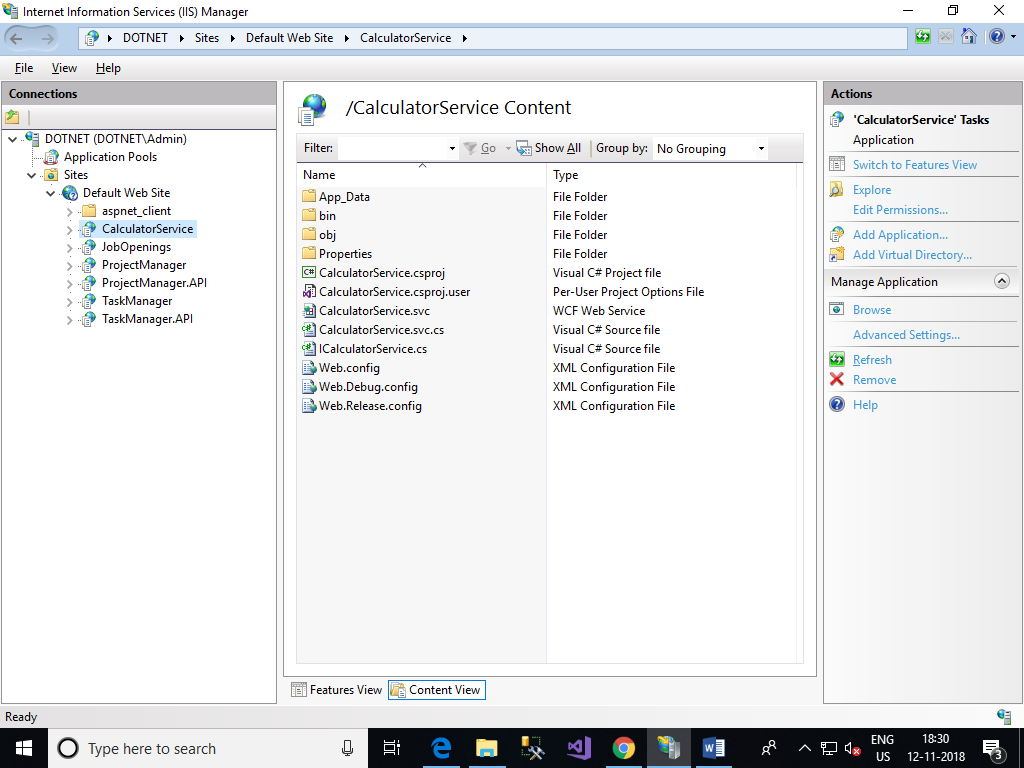 Internet Information Services (IIS) Manager
DOTNET Sites Default Web Site CalculatorService
File View Help
Connections
DOTNET (DOTNET\Admin)
Application Pools
Sites
Default Web Site
aspnet_client
CalculatorService
JobOpenings
ProjectManager
ProjectManager.API
TaskManager
TaskManager.API
/CalculatorService Content
Filter: Go Show All Group by: No Grouping
Name Type
App_Data File Folder
bin File Folder
obj File Folder
Properties File Folder
CalculatorService.csproj Visual C# Project file
CalculatorService.csproj.user Per-User Project Options File
CalculatorService.svc WCF Web Service
CalculatorService.svc.cs Visual C# Source file
ICalculatorService.cs Visual C# Source file
Web.config XML Configuration File
Web.Debug.config XML Configuration File
Web.Release.config XML Configuration File
Features View Content View
Actions
'CalculatorService' Tasks
Application
Switch to Features View
Explore
Edit Permissions...
Add Application...
Add Virtual Directory...
Manage Application
Browse
Advanced Settings...
Refresh
Remove
Help
Ready
Type here to search
ENG
US
18:30
12-11-2018
3